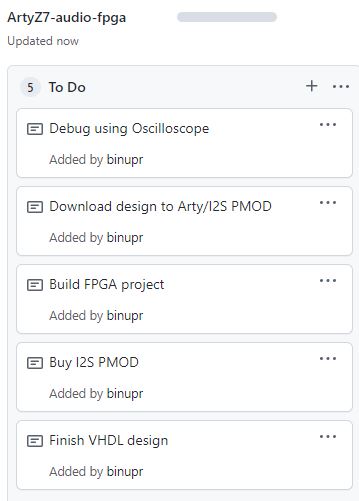 ArtyZ7-audio-fpga
Updated now
5 To Do
Debug using Oscilloscope
Added by binupr
Download design to Arty/I2S PMOD
Added by binupr
Build FPGA project
Added by binupr
Buy I2S PMOD
Added by binupr
Finish VHDL design
Added by binupr